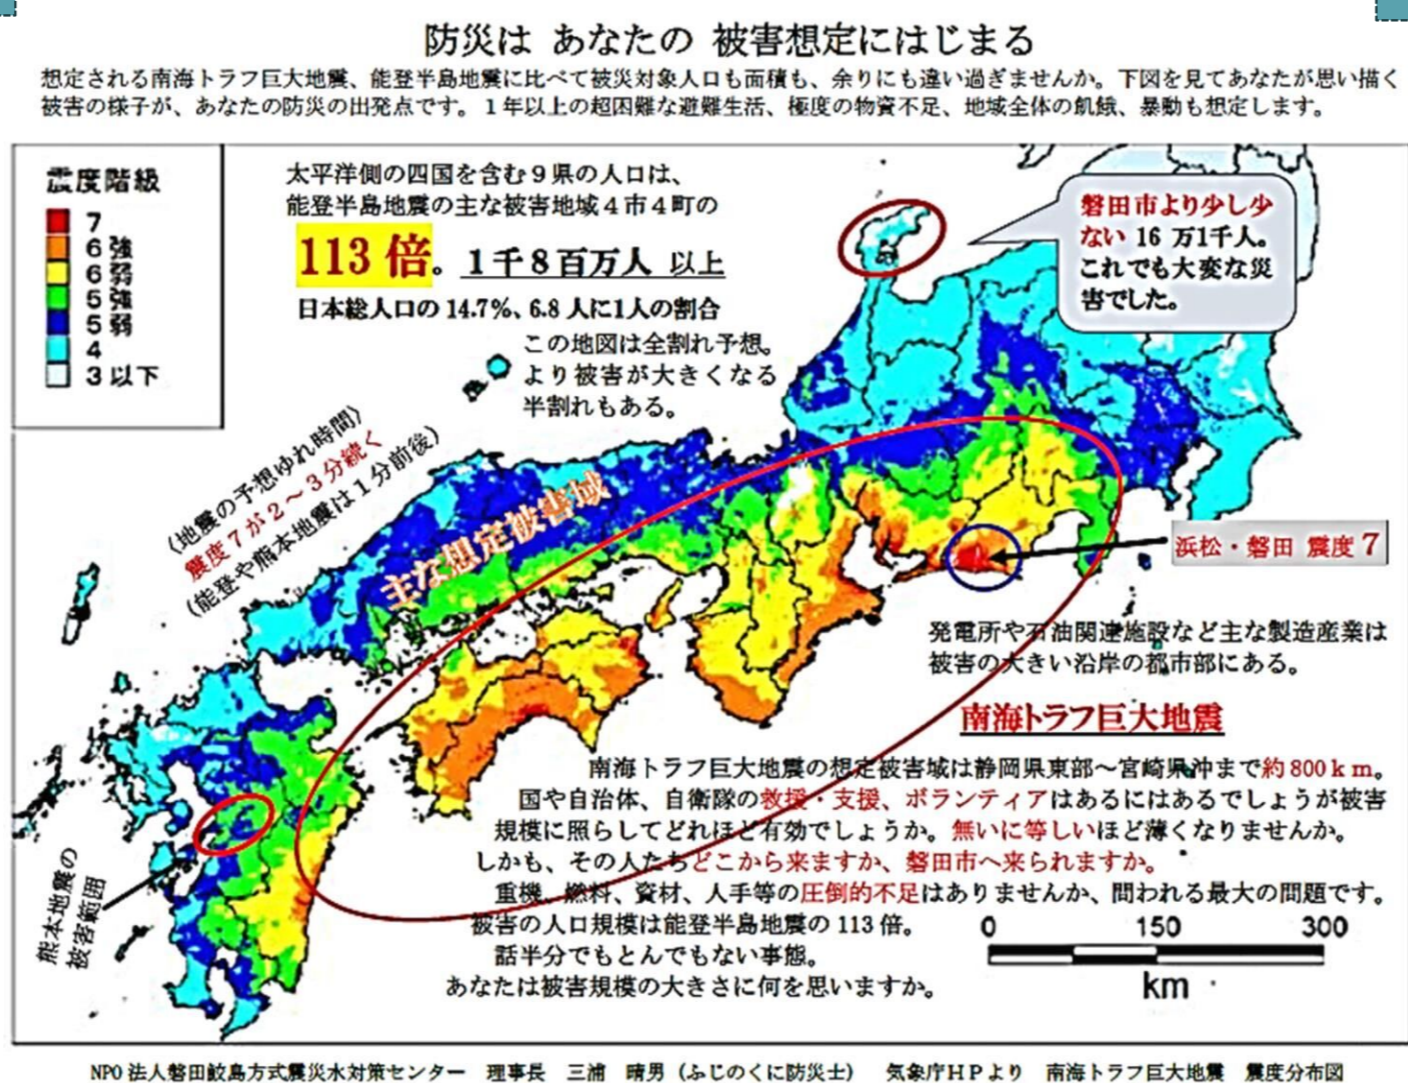 防災は あなたの 被害想定にはじまる
想定される南海トラフ巨大地震、能登半島地震に比べて被災対象人口も面積も、余りにも違い過ぎませんか。下図を見てあなたが思い描く
被害の様子が、あなたの防災の出発点です。１年以上の超困難な避難生活、極度の物資不足、地域全体の飢餓、暴動も想定します。
震度階級
7
6強
6弱
5強
5弱
4
3以下
太平洋側の四国を含む９県の人口は、
能登半島地震の主な被害地域４市４町の
113 倍。１千８百万人 以上
日本総人口の 14.7%、6.8 人に1人の割合
この地図は全割れ予想。
より被害が大きくなる
半割れもある。
磐田市より少し少
ない 16 万1千人。
これでも大変な災
害でした。
（地震の予想ゆれ時間）
震度７が２～３分続く
（能登や熊本地震は１分前後）
主な想定被害域
浜松・磐田 震度７
発電所や石油関連施設など主な製造産業は
被害の大きい沿岸の都市部にある。
南海トラフ巨大地震
南海トラフ巨大地震の想定被害域は静岡県東部～宮崎県沖まで約 800ｋｍ。
国や自治体、自衛隊の救援・支援、ボランティアはあるにはあるでしょうが被害
規模に照らしてどれほど有効でしょうか。無いに等しいほど薄くなりませんか。
しかも、その人たちどこから来ますか、磐田市へ来られますか。
重機、燃料、資材、人手等の圧倒的不足はありませんか、問われる最大の問題です。
被害の人口規模は能登半島地震の 113 倍。
話半分でもとんでもない事態。
あなたは被害規模の大きさに何を思いますか。
熊本地震の
被害範囲
0 150 300
km
NPO 法人磐田鮫島方式震災水対策センター 理事長 三浦 晴男（ふじのくに防災士） 気象庁ＨＰより 南海トラフ巨大地震 震度分布図